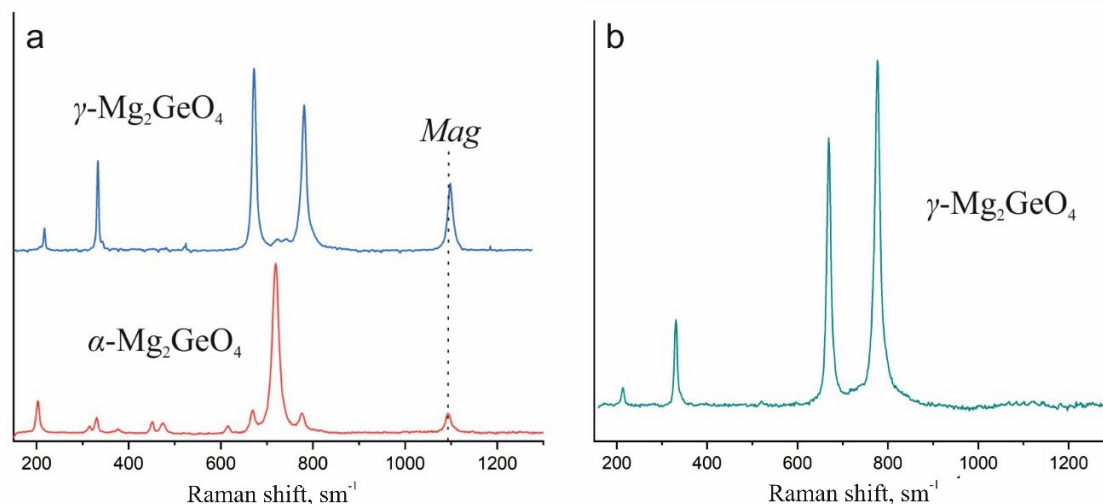 a
γ-Mg₂GeO₄
Mag
α-Mg₂GeO₄
200 400 600 800 1000 1200
Raman shift, sm⁻¹
b
γ-Mg₂GeO₄
200 400 600 800 1000 1200
Raman shift, sm⁻¹